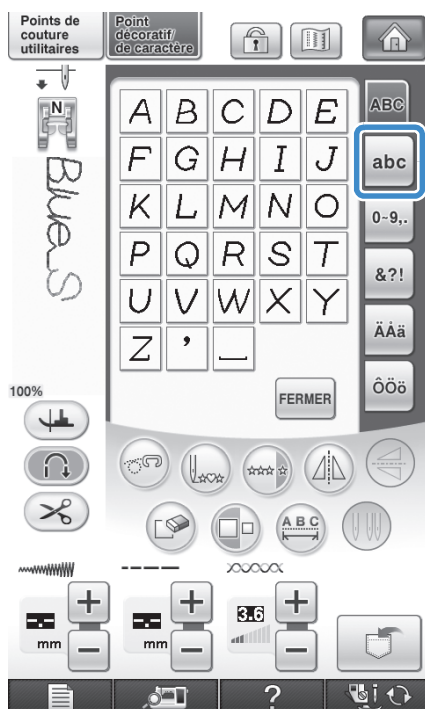 Points de
couture
utilitaires
Point
décoratif/
de caractère
N
Blue_S
100%
A B C D E
F G H I J
K L M N O
P Q R S T
U V W X Y
Z ' _
FERMER
ABC
abc
0~9,.
&?!
ÄÅä
ÔÖö
A B C
+ + +
3.6
mm mm
− − −
?